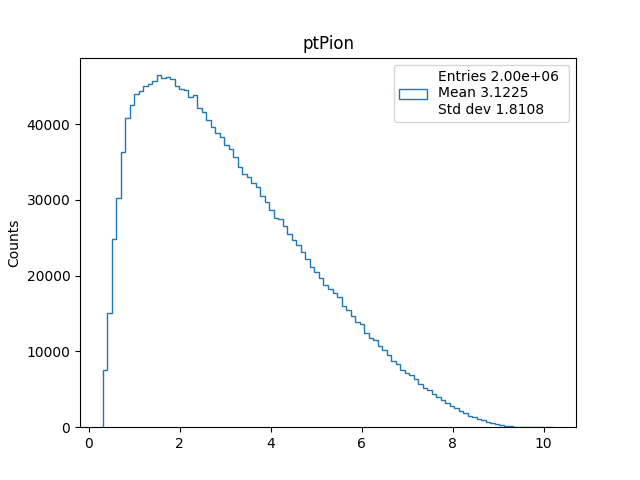 ptPion
Entries 2.00e+06
Mean 3.1225
Std dev 1.8108
Counts
40000
30000
20000
10000
0
0 2 4 6 8 10